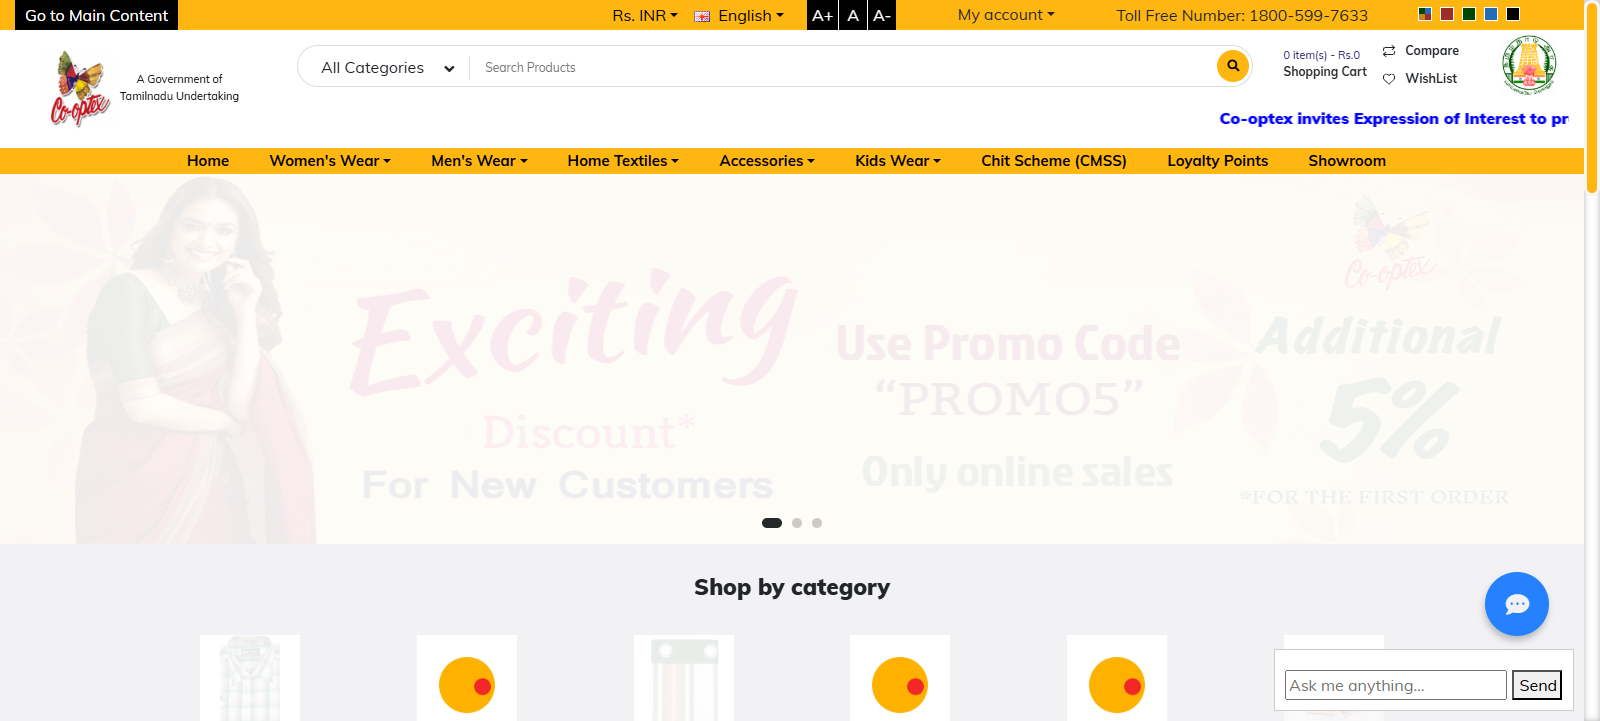 Go to Main Content
Rs. INR
English
A+ A A-
My account
Toll Free Number: 1800-599-7633
Co-optex
A Government of
Tamilnadu Undertaking
All Categories
Search Products
0 item(s) - Rs.0
Shopping Cart
Compare
WishList
Co-optex invites Expression of Interest to pr
Home Women's Wear Men's Wear Home Textiles Accessories Kids Wear Chit Scheme (CMSS) Loyalty Points Showroom
Co-optex
Exciting
Discount*
For New Customers
Use Promo Code
“PROMO5”
Only online sales
Additional
5%
*FOR THE FIRST ORDER
Shop by category
Ask me anything...
Send